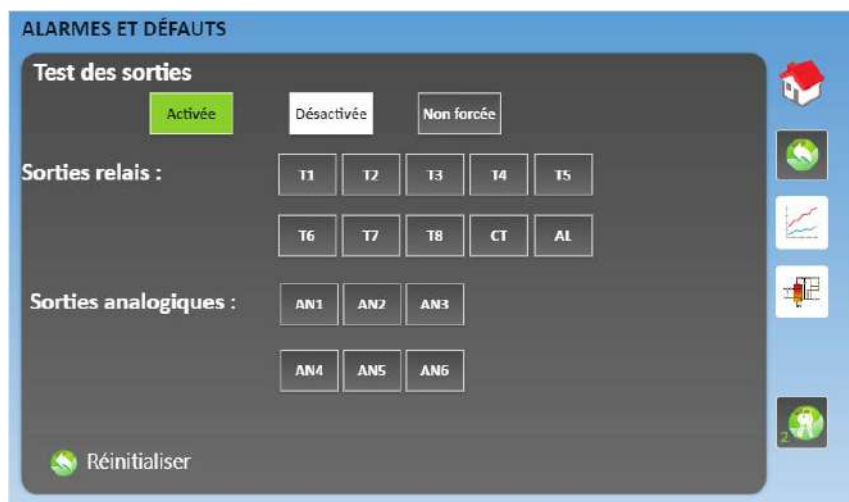 ALARMES ET DÉFAUTS
Test des sorties
Activée Désactivée Non forcée
Sorties relais : T1 T2 T3 T4 T5
T6 T7 T8 CT AL
Sorties analogiques : AN1 AN2 AN3
AN4 AN5 AN6
2
Réinitialiser